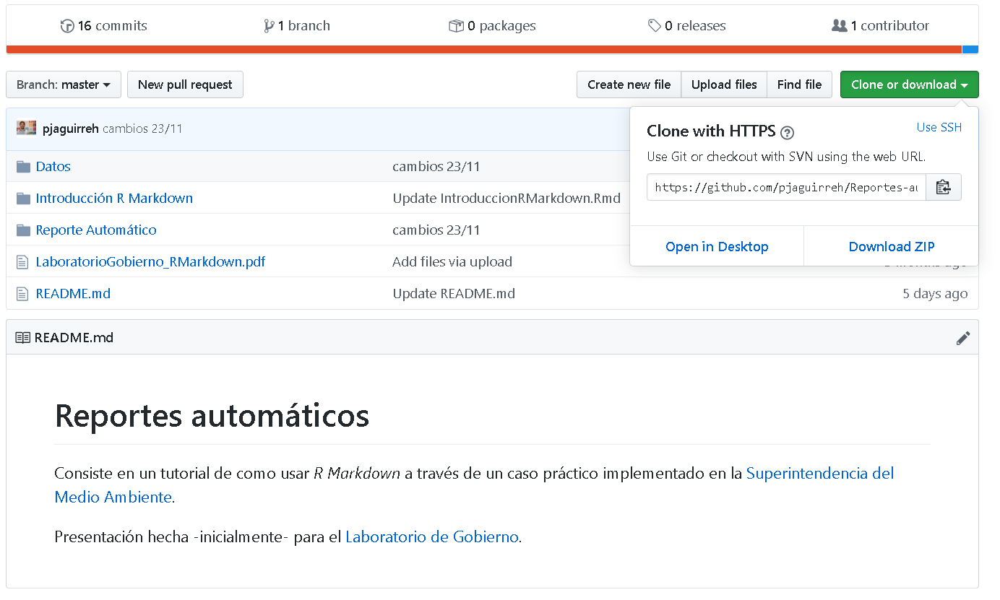 16 commits
1 branch
0 packages
0 releases
1 contributor
Branch: master
New pull request
Create new file
Upload files
Find file
Clone or download
pjaguirreh cambios 23/11
Clone with HTTPS
Use SSH
Use Git or checkout with SVN using the web URL.
https://github.com/pjaguirreh/Reportes-au
Open in Desktop
Download ZIP
Datos
cambios 23/11
Introducción R Markdown
Update IntroduccionRMarkdown.Rmd
Reporte Automático
cambios 23/11
LaboratorioGobierno_RMarkdown.pdf
Add files via upload
ago
README.md
Update README.md
5 days ago
README.md
Reportes automáticos
Consiste en un tutorial de como usar R Markdown a través de un caso práctico implementado en la Superintendencia del
Medio Ambiente.
Presentación hecha -inicialmente- para el Laboratorio de Gobierno.